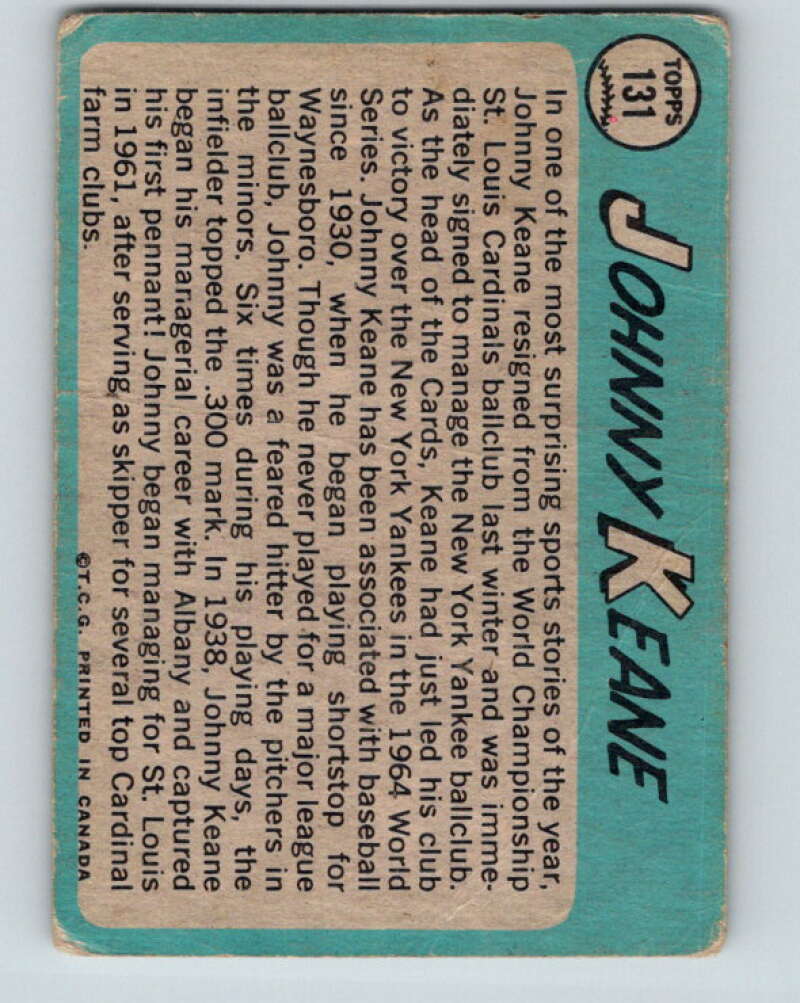 TOPPS
131
JOHNNY KEANE
In one of the most surprising sports stories of the year,
Johnny Keane resigned from the World Championship
St. Louis Cardinals ballclub last winter and was imme-
diately signed to manage the New York Yankee ballclub.
As the head of the Cards, Keane had just led his club
to victory over the New York Yankees in the 1964 World
Series. Johnny Keane has been associated with baseball
since 1930, when he began playing shortstop for
Waynesboro. Though he never played for a major league
ballclub, Johnny was a feared hitter by the pitchers in
the minors. Six times during his playing days, the
infielder topped the .300 mark. In 1938, Johnny Keane
began his managerial career with Albany and captured
his first pennant! Johnny began managing for St. Louis
in 1961, after serving as skipper for several top Cardinal
farm clubs.
©T.C.G. PRINTED IN CANADA